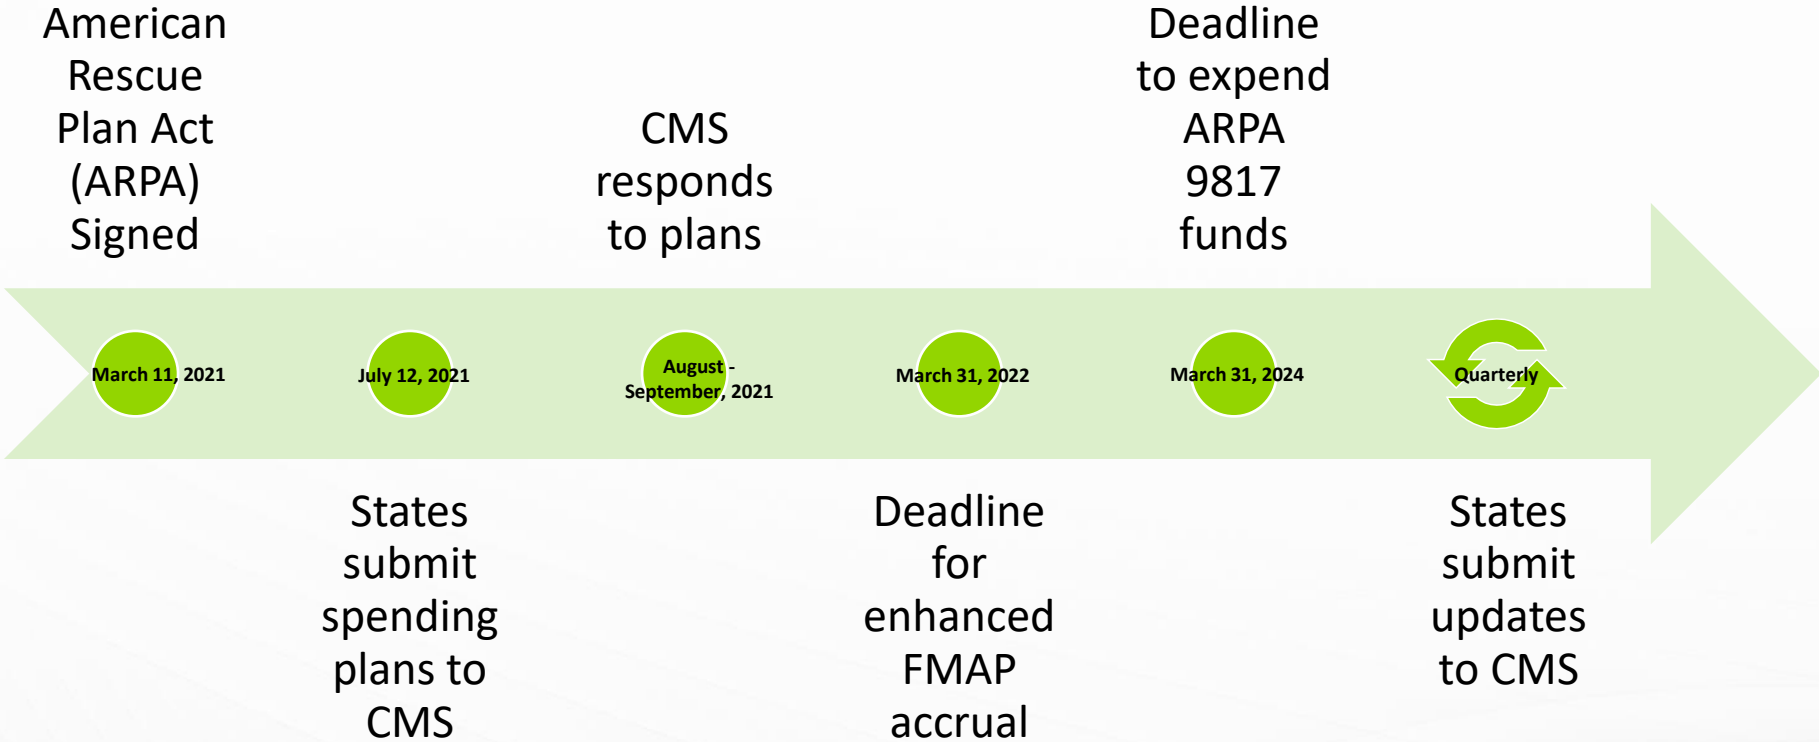 American
Rescue
Plan Act
(ARPA)
Signed
March 11, 2021
States
submit
spending
plans to
CMS
July 12, 2021
CMS
responds
to plans
August -
September, 2021
Deadline
for
enhanced
FMAP
accrual
March 31, 2022
Deadline
to expend
ARPA
9817
funds
March 31, 2024
States
submit
updates
to CMS
Quarterly